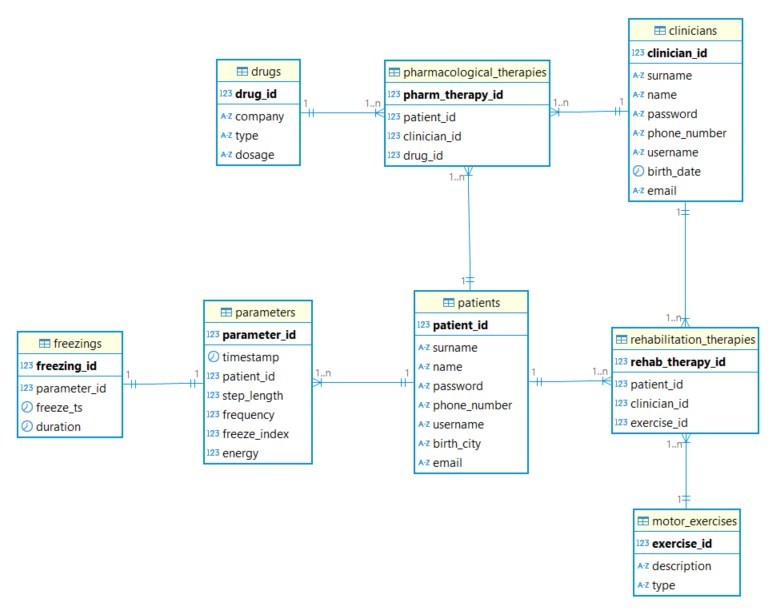 clinicians
123 clinician_id
A-Z surname
A-Z name
A-Z password
A-Z phone_number
A-Z username
birth_date
A-Z email
drugs
123 drug_id
A-Z company
A-Z type
A-Z dosage
1
1..n
pharmacological_therapies
123 pharm_therapy_id
123 patient_id
123 clinician_id
123 drug_id
1..n
1
1..n
1
1
1..n
freezings
123 freezing_id
123 parameter_id
freeze_ts
duration
1
1
parameters
123 parameter_id
timestamp
123 patient_id
123 step_length
123 frequency
123 freeze_index
123 energy
1..n
1
patients
123 patient_id
A-Z surname
A-Z name
A-Z password
A-Z phone_number
A-Z username
A-Z birth_city
A-Z email
1
1..n
rehabilitation_therapies
123 rehab_therapy_id
123 patient_id
123 clinician_id
123 exercise_id
1..n
1
motor_exercises
123 exercise_id
A-Z description
A-Z type